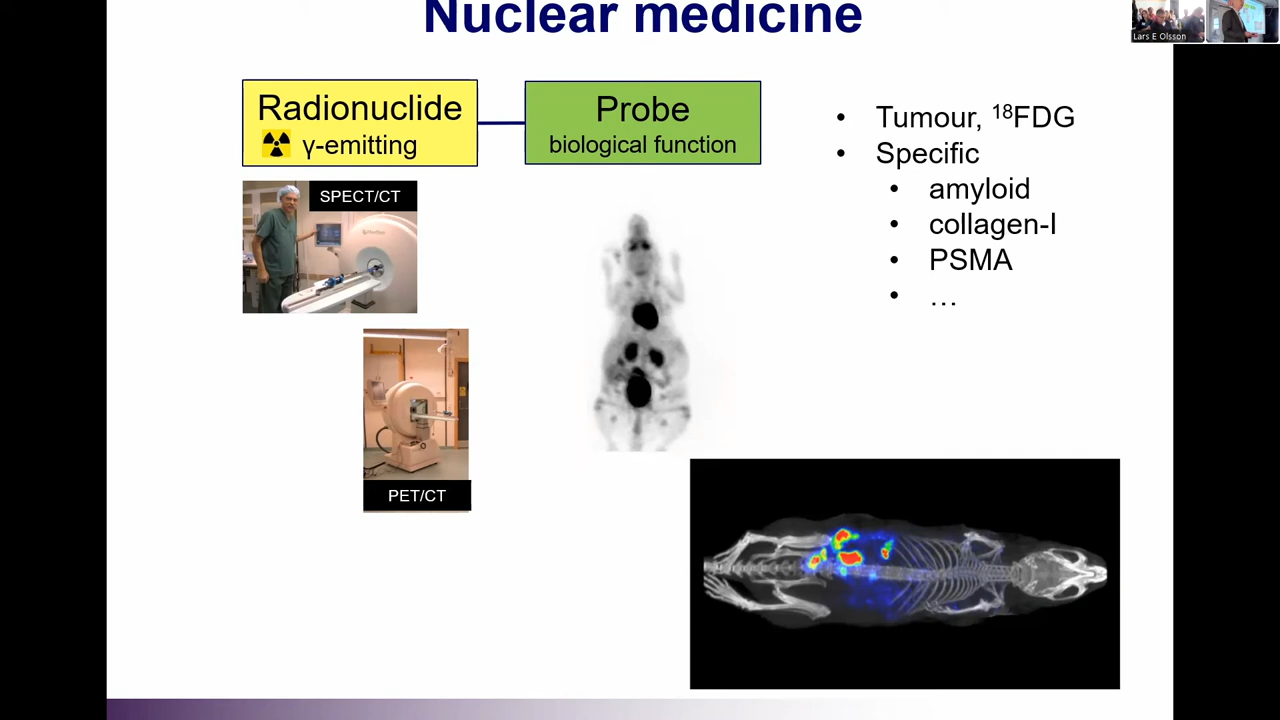 Nuclear medicine
Lars E Olsson
Radionuclide
γ-emitting
Probe
biological function
• Tumour, ¹⁸FDG
• Specific
• amyloid
• collagen-I
• PSMA
• …
SPECT/CT
PET/CT